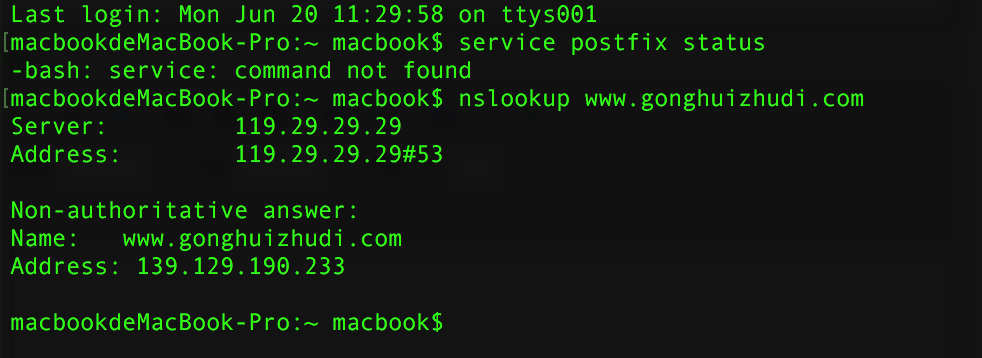 Last login: Mon Jun 20 11:29:58 on ttys001
[macbookdeMacBook-Pro:~ macbook$ service postfix status
-bash: service: command not found
[macbookdeMacBook-Pro:~ macbook$ nslookup www.gonghuizhudi.com
Server:         119.29.29.29
Address:        119.29.29.29#53

Non-authoritative answer:
Name:   www.gonghuizhudi.com
Address: 139.129.190.233

macbookdeMacBook-Pro:~ macbook$